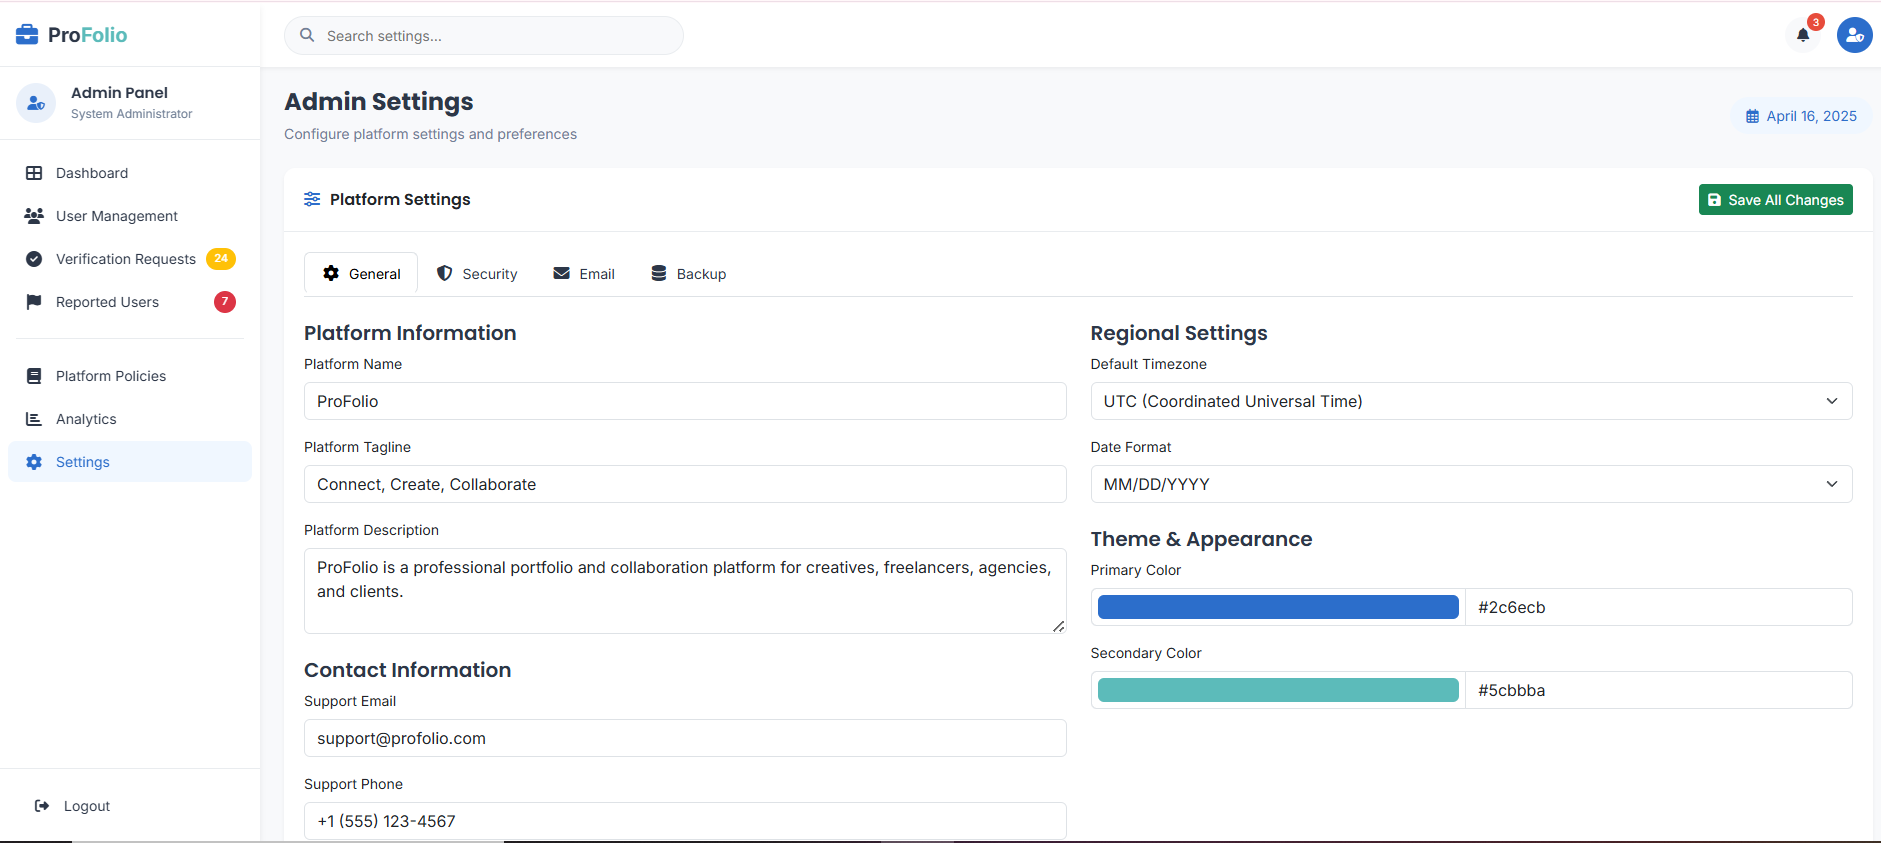 ProFolio
Search settings...
3
Admin Panel
System Administrator
Dashboard
User Management
Verification Requests 24
Reported Users 7
Platform Policies
Analytics
Settings
Logout
Admin Settings
Configure platform settings and preferences
April 16, 2025
Platform Settings
Save All Changes
General Security Email Backup
Platform Information
Platform Name
ProFolio
Platform Tagline
Connect, Create, Collaborate
Platform Description
ProFolio is a professional portfolio and collaboration platform for creatives, freelancers, agencies,
and clients.
Contact Information
Support Email
support@profolio.com
Support Phone
+1 (555) 123-4567
Regional Settings
Default Timezone
UTC (Coordinated Universal Time)
Date Format
MM/DD/YYYY
Theme & Appearance
Primary Color
#2c6ecb
Secondary Color
#5cbbba